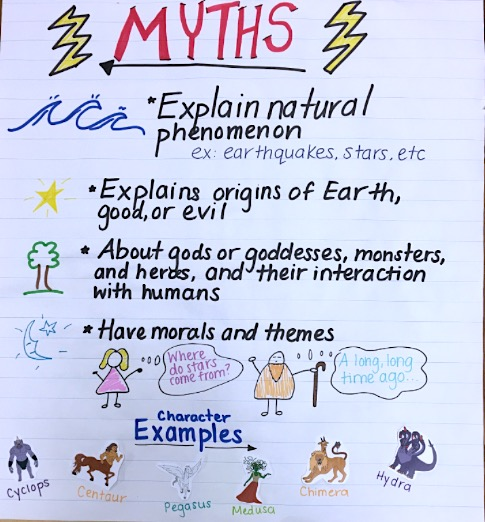 MYTHS
*Explain natural
phenomenon
ex: earthquakes, stars, etc
*Explains origins of Earth,
good, or evil
* About gods or goddesses, monsters,
and heros, and their interaction
with humans
* Have morals and themes
Where
do stars
come from?
A long, long
time ago...
Character
Examples
Cyclops
Centaur
Pegasus
Medusa
Chimera
Hydra